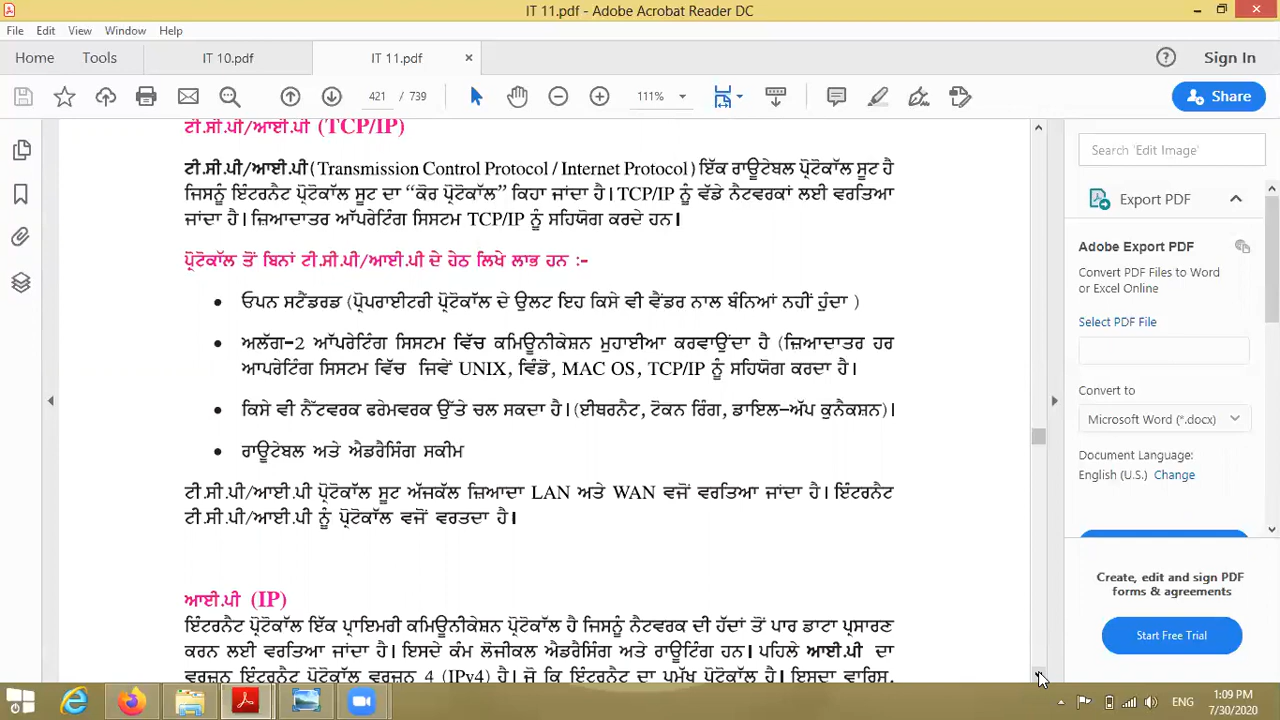 IT 11.pdf - Adobe Acrobat Reader DC
File Edit View Window Help
Home Tools IT 10.pdf IT 11.pdf × Sign In
421 / 739 111% Share
ਟੀ.ਸੀ.ਪੀ/ਆਈ.ਪੀ (TCP/IP)
ਟੀ.ਸੀ.ਪੀ/ਆਈ.ਪੀ(Transmission Control Protocol / Internet Protocol) ਇੱਕ ਰਾਊਟੇਬਲ ਪ੍ਰੋਟੋਕਾੱਲ ਸੂਟ ਹੈ
ਜਿਸਨੂੰ ਇੰਟਰਨੈਟ ਪ੍ਰੋਟੋਕਾੱਲ ਸੂਟ ਦਾ “ਕੋਰ ਪ੍ਰੋਟੋਕਾੱਲ” ਕਿਹਾ ਜਾਂਦਾ ਹੈ। TCP/IP ਨੂੰ ਵੱਡੇ ਨੈਟਵਰਕਾਂ ਲਈ ਵਰਤਿਆ
ਜਾਂਦਾ ਹੈ। ਜ਼ਿਆਦਾਤਰ ਆੱਪਰੇਟਿੰਗ ਸਿਸਟਮ TCP/IP ਨੂੰ ਸਹਿਯੋਗ ਕਰਦੇ ਹਨ।
ਪ੍ਰੋਟੋਕਾੱਲ ਤੋਂ ਬਿਨਾਂ ਟੀ.ਸੀ.ਪੀ/ਆਈ.ਪੀ ਦੇ ਹੇਠ ਲਿਖੇ ਲਾਭ ਹਨ :-
• ਓਪਨ ਸਟੈਂਡਰਡ (ਪ੍ਰੋਪਰਾਈਟਰੀ ਪ੍ਰੋਟੋਕਾੱਲ ਦੇ ਉਲਟ ਇਹ ਕਿਸੇ ਵੀ ਵੈਂਡਰ ਨਾਲ ਬੰਨਿਆਂ ਨਹੀਂ ਹੁੰਦਾ )
• ਅਲੱਗ-2 ਆੱਪਰੇਟਿੰਗ ਸਿਸਟਮ ਵਿੱਚ ਕਮਿਊਨੀਕੇਸ਼ਨ ਮੁਹਾਈਆ ਕਰਵਾਉਂਦਾ ਹੈ (ਜ਼ਿਆਦਾਤਰ ਹਰ
ਆਪਰੇਟਿੰਗ ਸਿਸਟਮ ਵਿੱਚ ਜਿਵੇਂ UNIX, ਵਿੰਡੋ, MAC OS, TCP/IP ਨੂੰ ਸਹਿਯੋਗ ਕਰਦਾ ਹੈ।
• ਕਿਸੇ ਵੀ ਨੈੱਟਵਰਕ ਫਰੇਮਵਰਕ ਉੱਤੇ ਚਲ ਸਕਦਾ ਹੈ। (ਈਥਰਨੈਟ, ਟੋਕਨ ਰਿੰਗ, ਡਾਇਲ-ਅੱਪ ਕੁਨੈਕਸ਼ਨ)।
• ਰਾਊਟੇਬਲ ਅਤੇ ਐਡਰੈਸਿੰਗ ਸਕੀਮ
ਟੀ.ਸੀ.ਪੀ/ਆਈ.ਪੀ ਪ੍ਰੋਟੋਕਾੱਲ ਸੂਟ ਅੱਜਕੱਲ ਜ਼ਿਆਦਾ LAN ਅਤੇ WAN ਵਜੋਂ ਵਰਤਿਆ ਜਾਂਦਾ ਹੈ। ਇੰਟਰਨੈਟ
ਟੀ.ਸੀ.ਪੀ/ਆਈ.ਪੀ ਨੂੰ ਪ੍ਰੋਟੋਕਾੱਲ ਵਜੋਂ ਵਰਤਦਾ ਹੈ।
ਆਈ.ਪੀ (IP)
ਇੰਟਰਨੈਟ ਪ੍ਰੋਟੋਕਾੱਲ ਇੱਕ ਪ੍ਰਾਇਮਰੀ ਕਮਿਊਨੀਕੇਸ਼ਨ ਪ੍ਰੋਟੋਕਾੱਲ ਹੈ ਜਿਸਨੂੰ ਨੈਟਵਰਕ ਦੀ ਹੱਦਾਂ ਤੋਂ ਪਾਰ ਡਾਟਾ ਪ੍ਰਸਾਰਣ
ਕਰਨ ਲਈ ਵਰਤਿਆ ਜਾਂਦਾ ਹੈ। ਇਸਦੇ ਕੰਮ ਲੋਜੀਕਲ ਐਡਰੈਸਿੰਗ ਅਤੇ ਰਾਊਟਿੰਗ ਹਨ। ਪਹਿਲੇ ਆਈ.ਪੀ ਦਾ
ਵਰਜ਼ਨ ਇੰਟਰਨੈਟ ਪ੍ਰੋਟੋਕਾੱਲ ਵਰਜ਼ਨ 4 (IPv4) ਹੈ। ਜੋ ਕਿ ਇੰਟਰਨੈਟ ਦਾ ਪ੍ਰਮੁੱਖ ਪ੍ਰੋਟੋਕਾੱਲ ਹੈ। ਇਸਦਾ ਵਾਰਿਸ,
Search 'Edit Image'
Export PDF
Adobe Export PDF
Convert PDF Files to Word
or Excel Online
Select PDF File
Convert to
Microsoft Word (*.docx)
Document Language:
English (U.S.) Change
Create, edit and sign PDF
forms & agreements
Start Free Trial
ENG
1:09 PM
7/30/2020